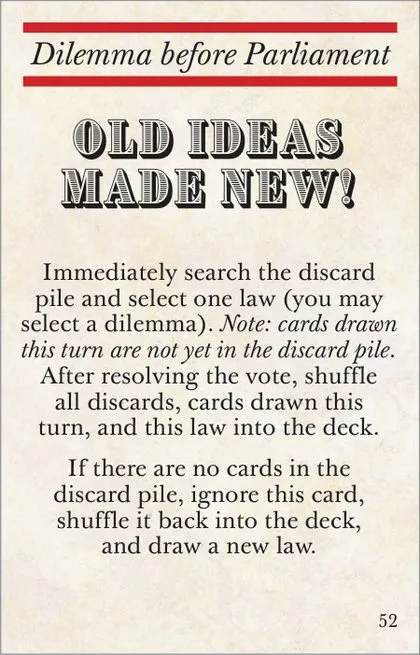 Dilemma before Parliament
OLD IDEAS
MADE NEW!
Immediately search the discard
pile and select one law (you may
select a dilemma). Note: cards drawn
this turn are not yet in the discard pile.
After resolving the vote, shuffle
all discards, cards drawn this
turn, and this law into the deck.
If there are no cards in the
discard pile, ignore this card,
shuffle it back into the deck,
and draw a new law.
52